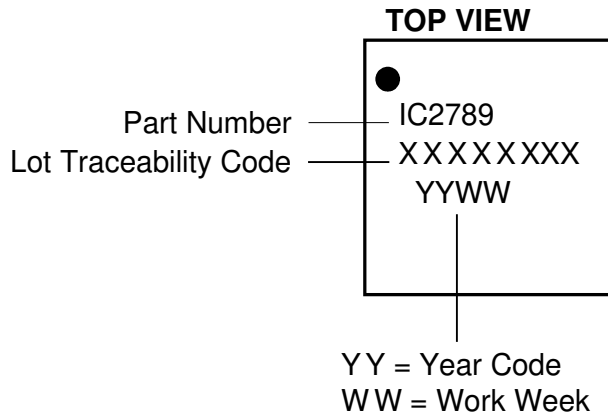 TOP VIEW
Part Number
IC2789
Lot Traceability Code
XXXXXXXX
YYWW
YY = Year Code
WW = Work Week